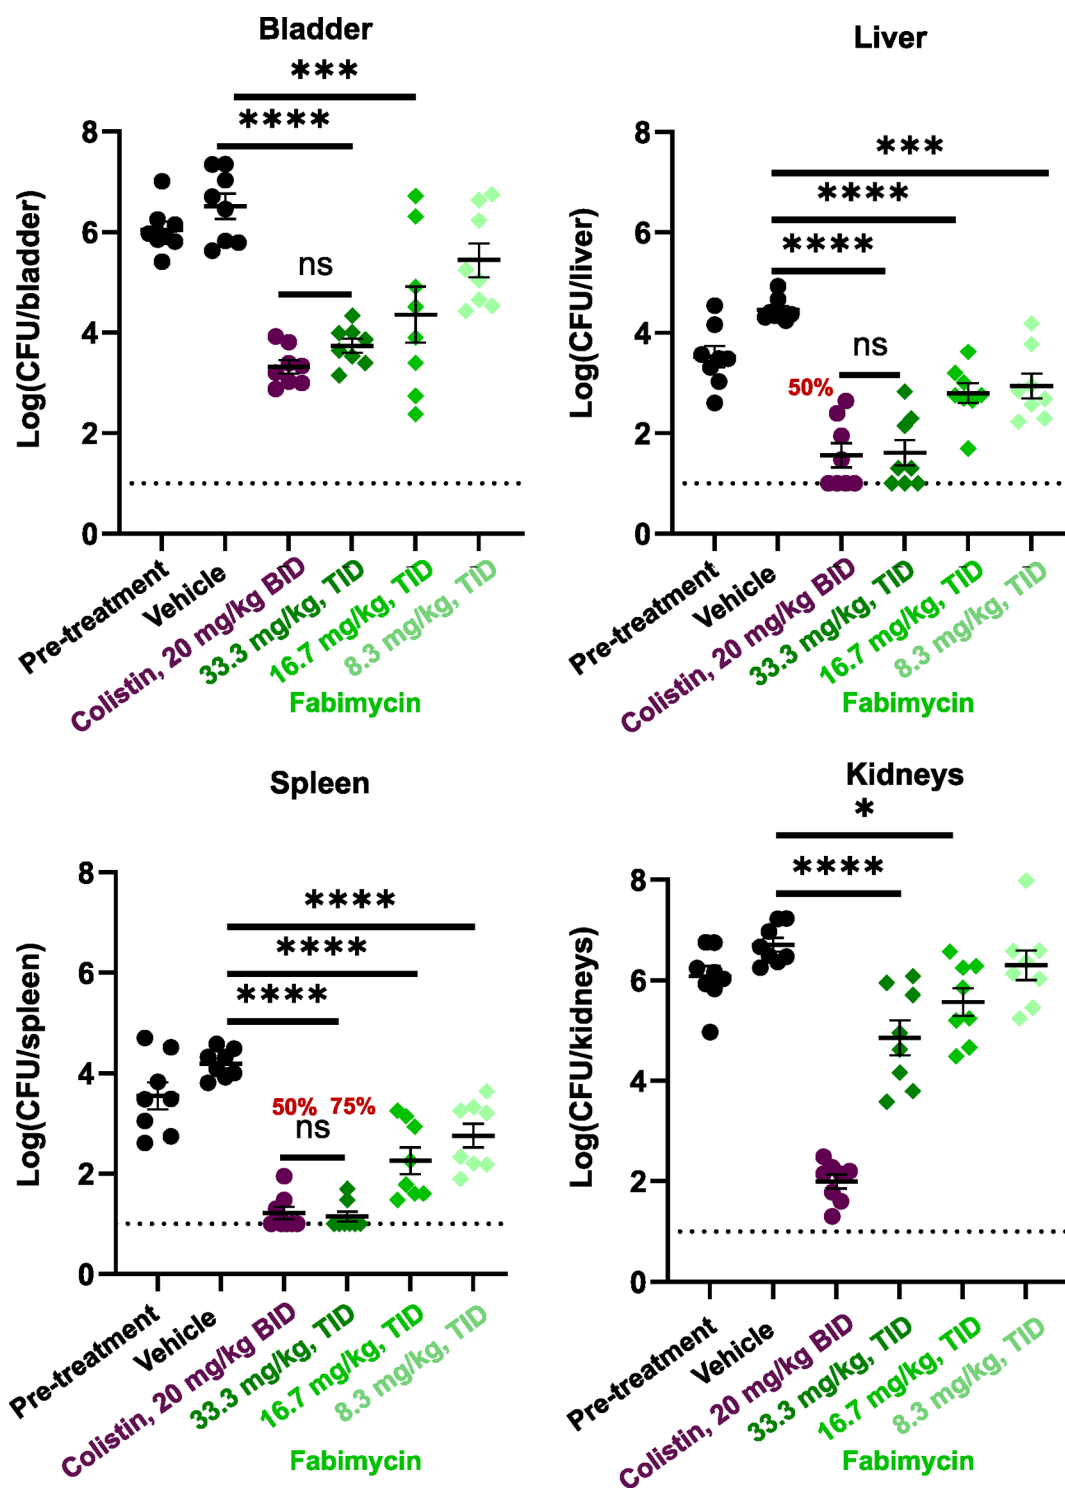 Bladder
***
****
ns
Log(CFU/bladder)
8
6
4
2
0
Pre-treatment
Vehicle
Colistin, 20 mg/kg BID
33.3 mg/kg, TID
16.7 mg/kg, TID
8.3 mg/kg, TID
Fabimycin
Liver
***
****
****
ns
50%
Log(CFU/liver)
8
6
4
2
0
Pre-treatment
Vehicle
Colistin, 20 mg/kg BID
33.3 mg/kg, TID
16.7 mg/kg, TID
8.3 mg/kg, TID
Fabimycin
Spleen
****
****
****
50% 75%
ns
Log(CFU/spleen)
8
6
4
2
0
Pre-treatment
Vehicle
Colistin, 20 mg/kg BID
33.3 mg/kg, TID
16.7 mg/kg, TID
8.3 mg/kg, TID
Fabimycin
Kidneys
*
****
Log(CFU/kidneys)
8
6
4
2
0
Pre-treatment
Vehicle
Colistin, 20 mg/kg BID
33.3 mg/kg, TID
16.7 mg/kg, TID
8.3 mg/kg, TID
Fabimycin